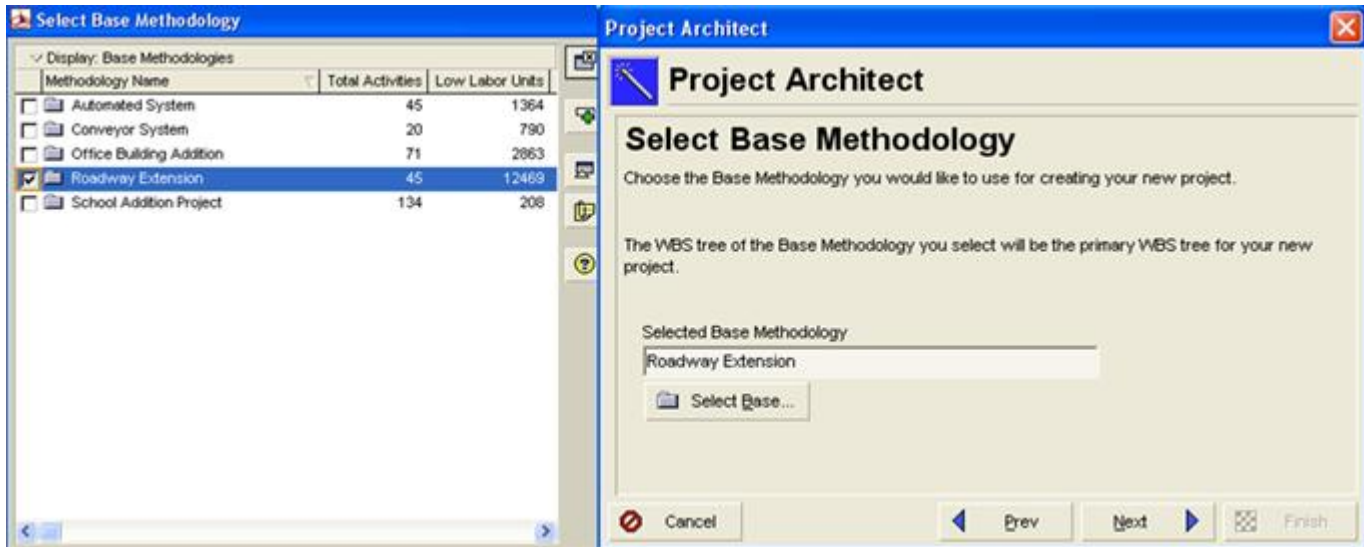 Select Base Methodology
Display: Base Methodologies
Methodology Name Total Activities Low Labor Units
Automated System 45 1364
Conveyor System 20 790
Office Building Addition 71 2863
Roadway Extension 45 12469
School Addition Project 134 208
Project Architect
Project Architect
Select Base Methodology
Choose the Base Methodology you would like to use for creating your new project.
The WBS tree of the Base Methodology you select will be the primary WBS tree for your new
project.
Selected Base Methodology
Roadway Extension
Select Base...
Cancel Prev Next Finish